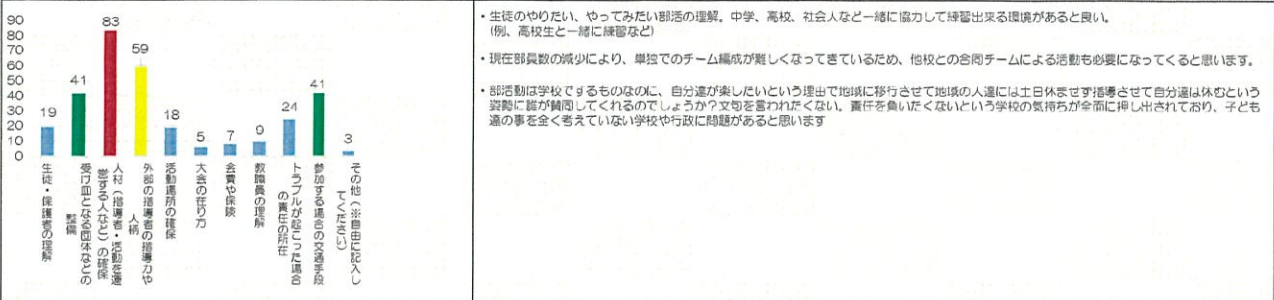 90
80
70
60
50
40
30
20
10
0
19
41
83
59
18
5
7
9
24
41
3
生徒・保護者の理解
受け皿となる団体などの
整備
人材（指導者・活動を運
営する人など）の確保
外部の指導者の指導力や
人柄
活動場所の確保
大会の在り方
会費や保険
教職員の理解
トラブルが起こった場合
の責任の所在
参加する場合の交通手段
その他（※自由に記入し
てください）
・生徒のやりたい、やってみたい部活の理解。中学、高校、社会人など一緒に協力して練習出来る環境があると良い。
（例、高校生と一緒に練習など）
・現在部員数の減少により、単独でのチーム編成が難しくなってきているため、他校との合同チームによる活動も必要になってくると思います。
・部活動は学校でするものなのに、自分達が楽したいという理由で地域に移行させて地域の人達には土日休ませず指導させて自分達は休むという
姿勢に誰が賛同してくれるのでしょうか？文句を言われたくない。責任を負いたくないという学校の気持ちが全面に押し出されており、子ども
達の事を全く考えていない学校や行政に問題があると思います